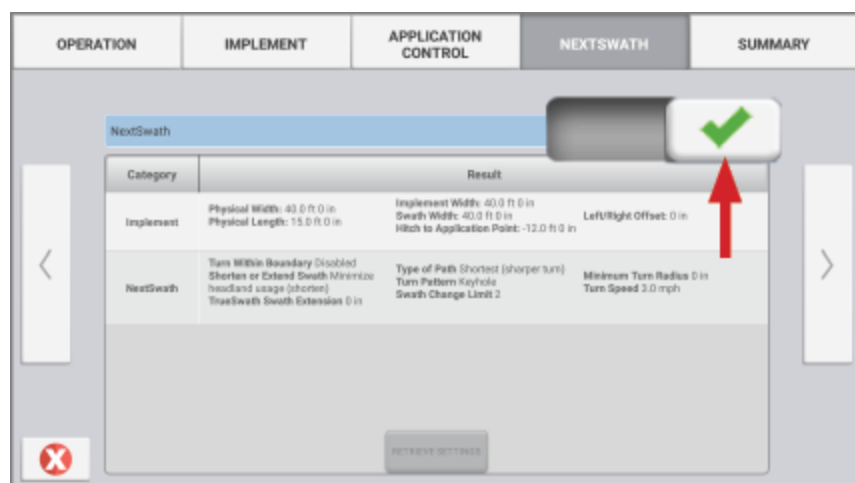 OPERATION
IMPLEMENT
APPLICATION
CONTROL
NEXTSWATH
SUMMARY
NextSwath
Category
Result
Implement
Physical Width: 40.0 ft 0 in
Physical Length: 15.0 ft 0 in
Implement Width: 40.0 ft 0 in
Swath Width: 40.0 ft 0 in
Hitch to Application Point: -12.0 ft 0 in
Left/Right Offset: 0 in
NextSwath
Turn Within Boundary Disabled
Shorten or Extend Swath Minimize
headland usage (shorten)
TrueSwath Swath Extension 0 in
Type of Path Shortest (sharper turn)
Turn Pattern Keyhole
Swath Change Limit 2
Minimum Turn Radius 0 in
Turn Speed 3.0 mph
RETRIEVE SETTINGS